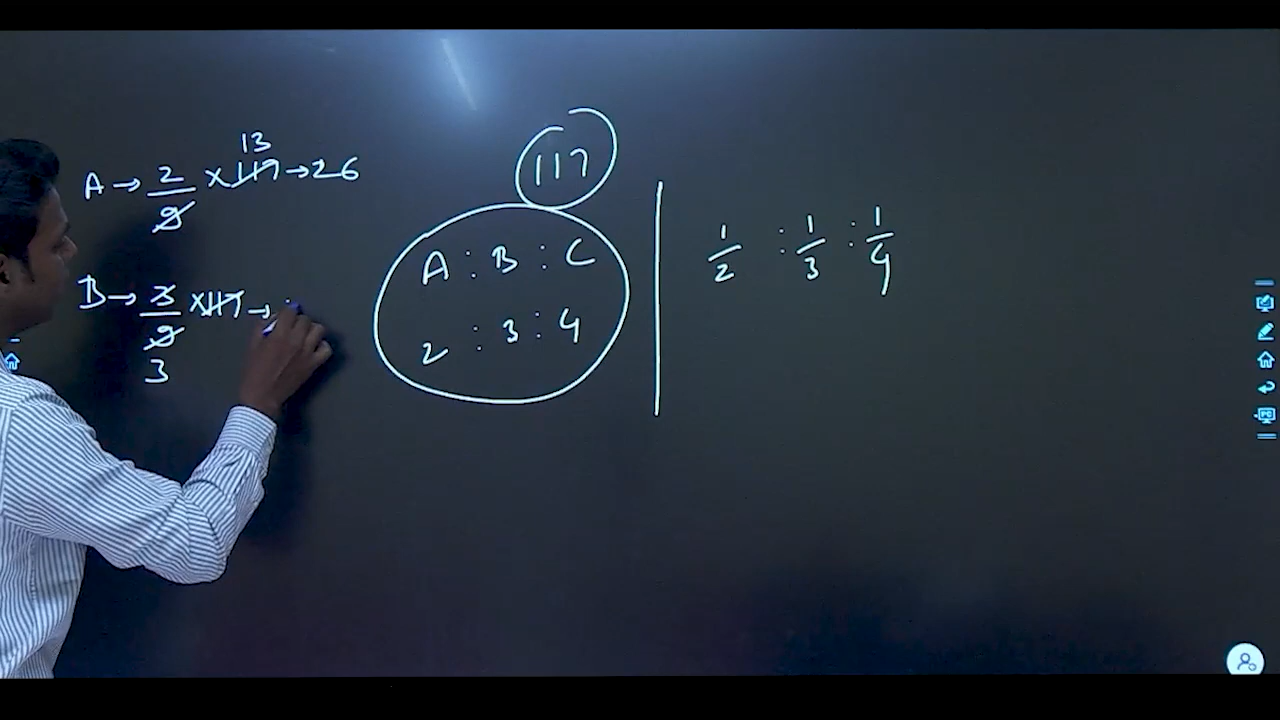 13
A → 2/9 × 117 → 26
B → 3/9 × 117 →
3
117
A : B : C
2 : 3 : 4
1/2 : 1/3 : 1/4
PC